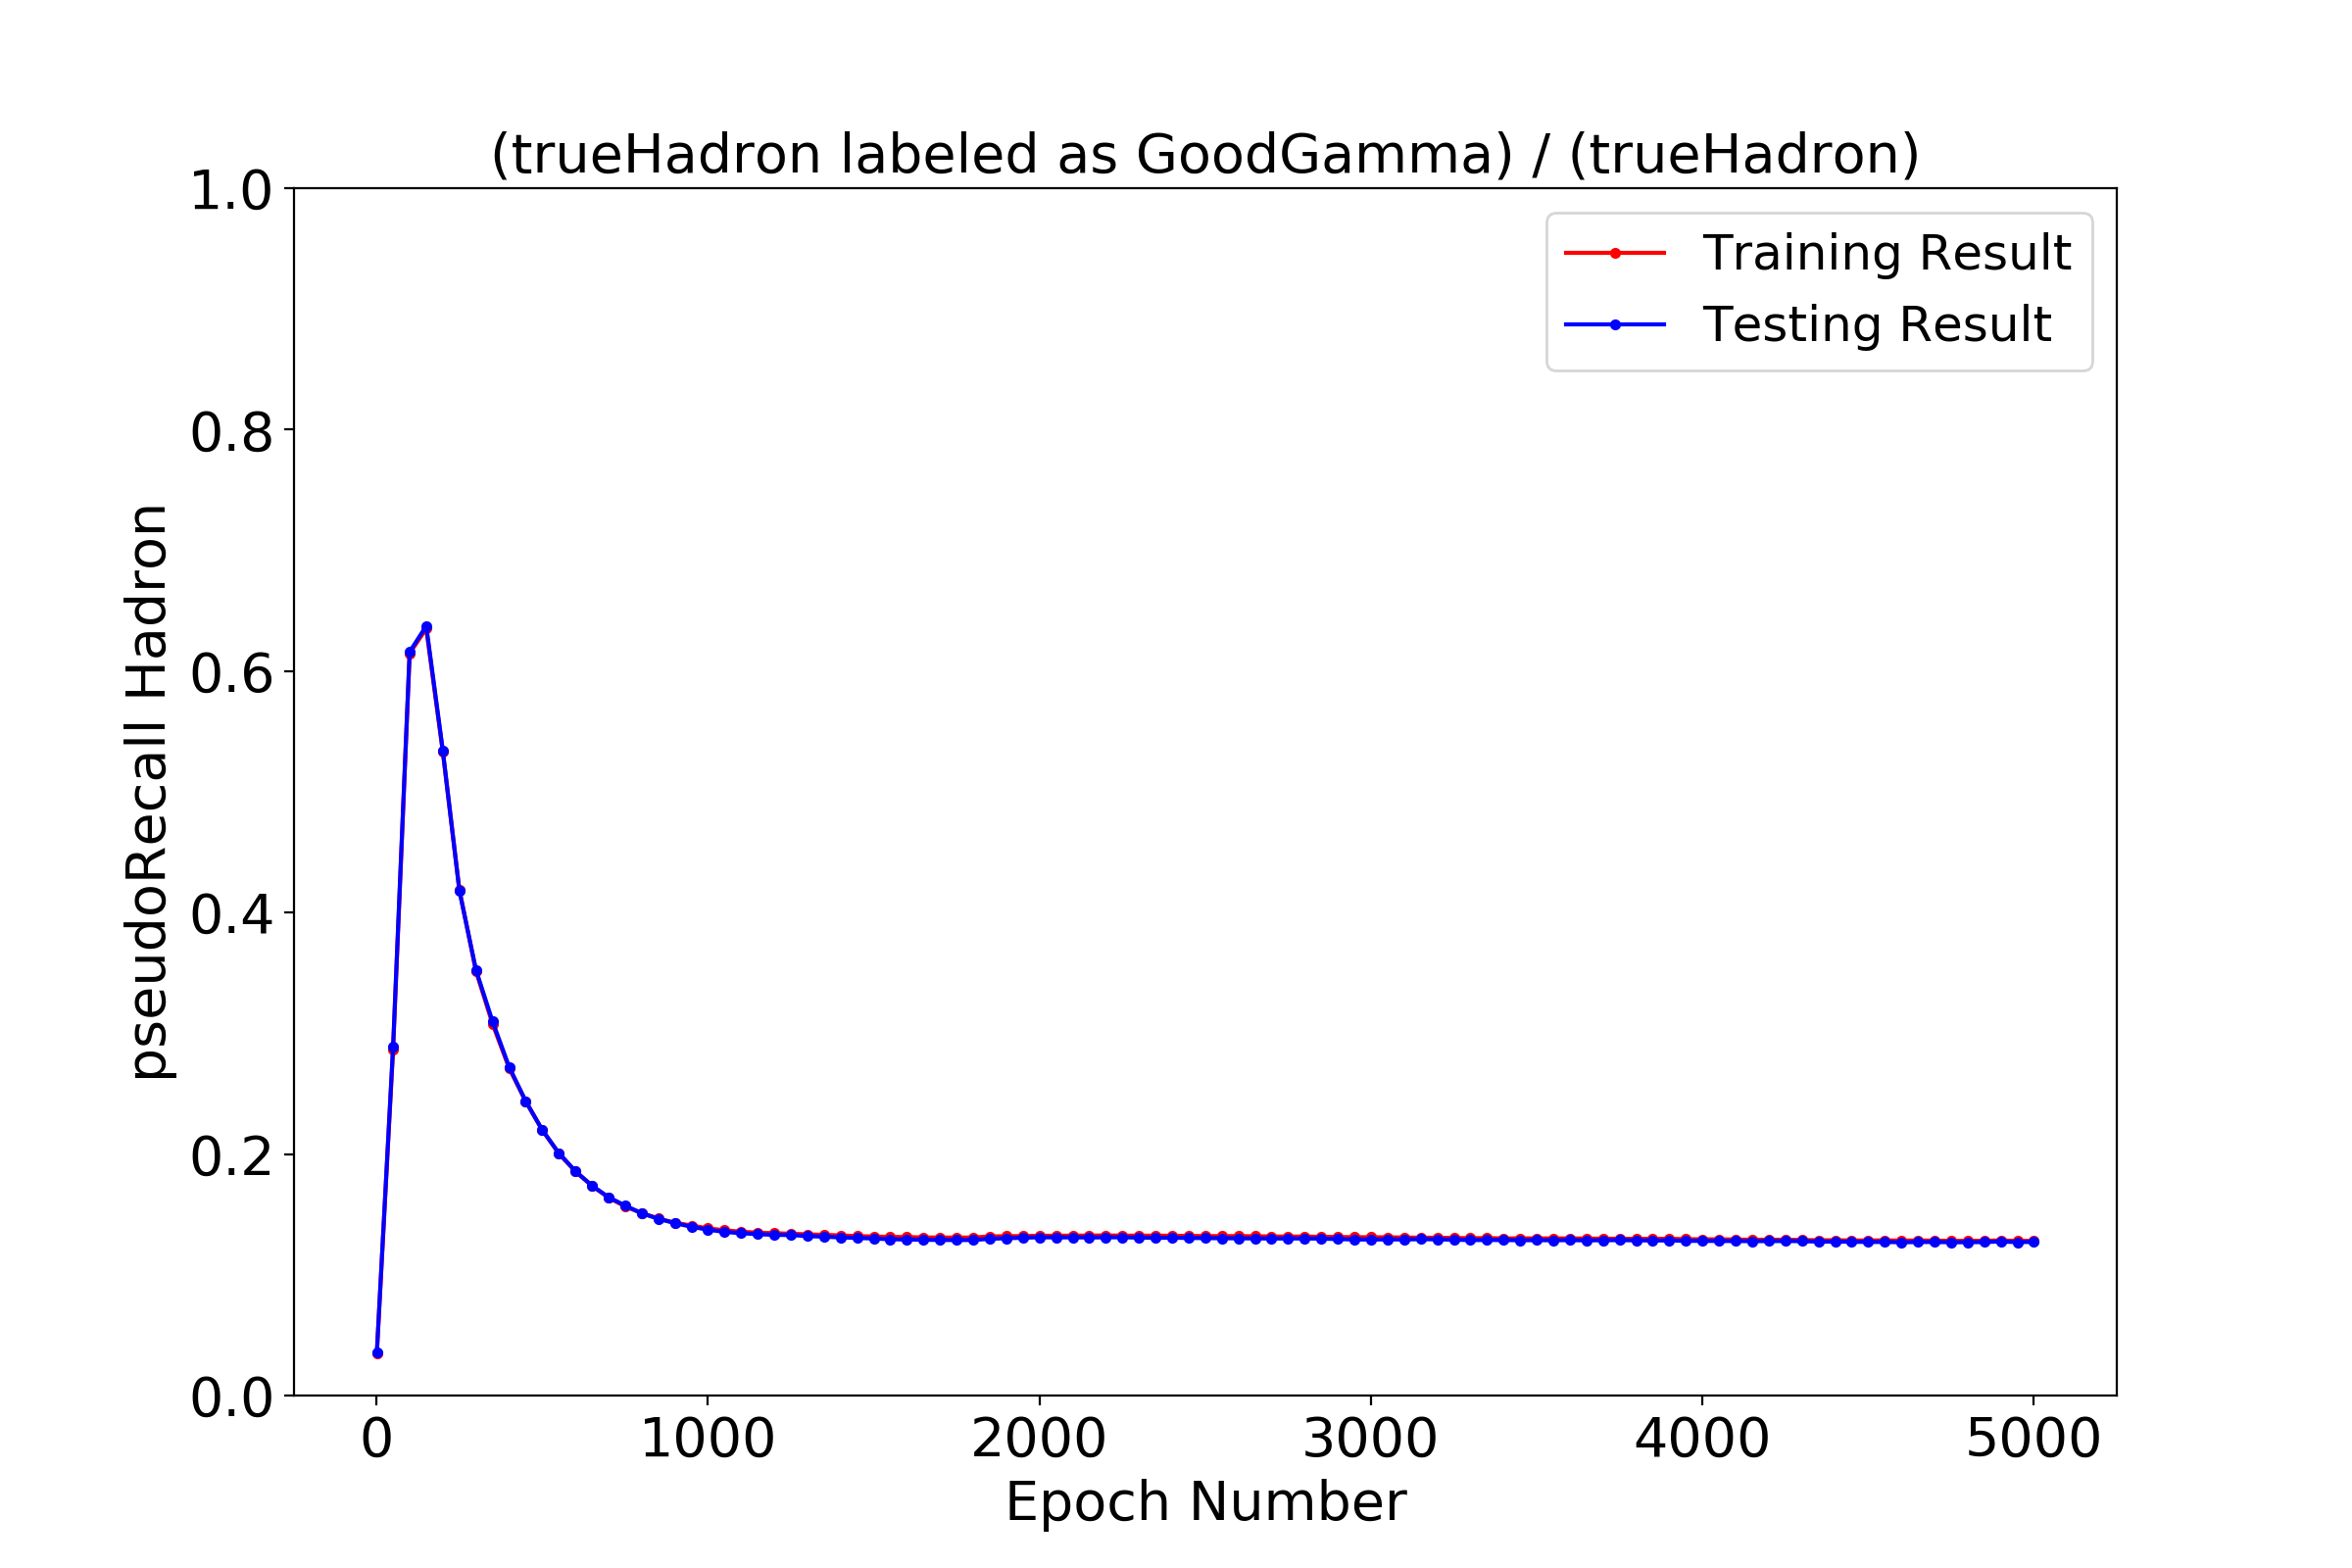 (trueHadron labeled as GoodGamma) / (trueHadron)
1.0
0.8
0.6
0.4
0.2
0.0
pseudoRecall Hadron
Training Result
Testing Result
0 1000 2000 3000 4000 5000
Epoch Number